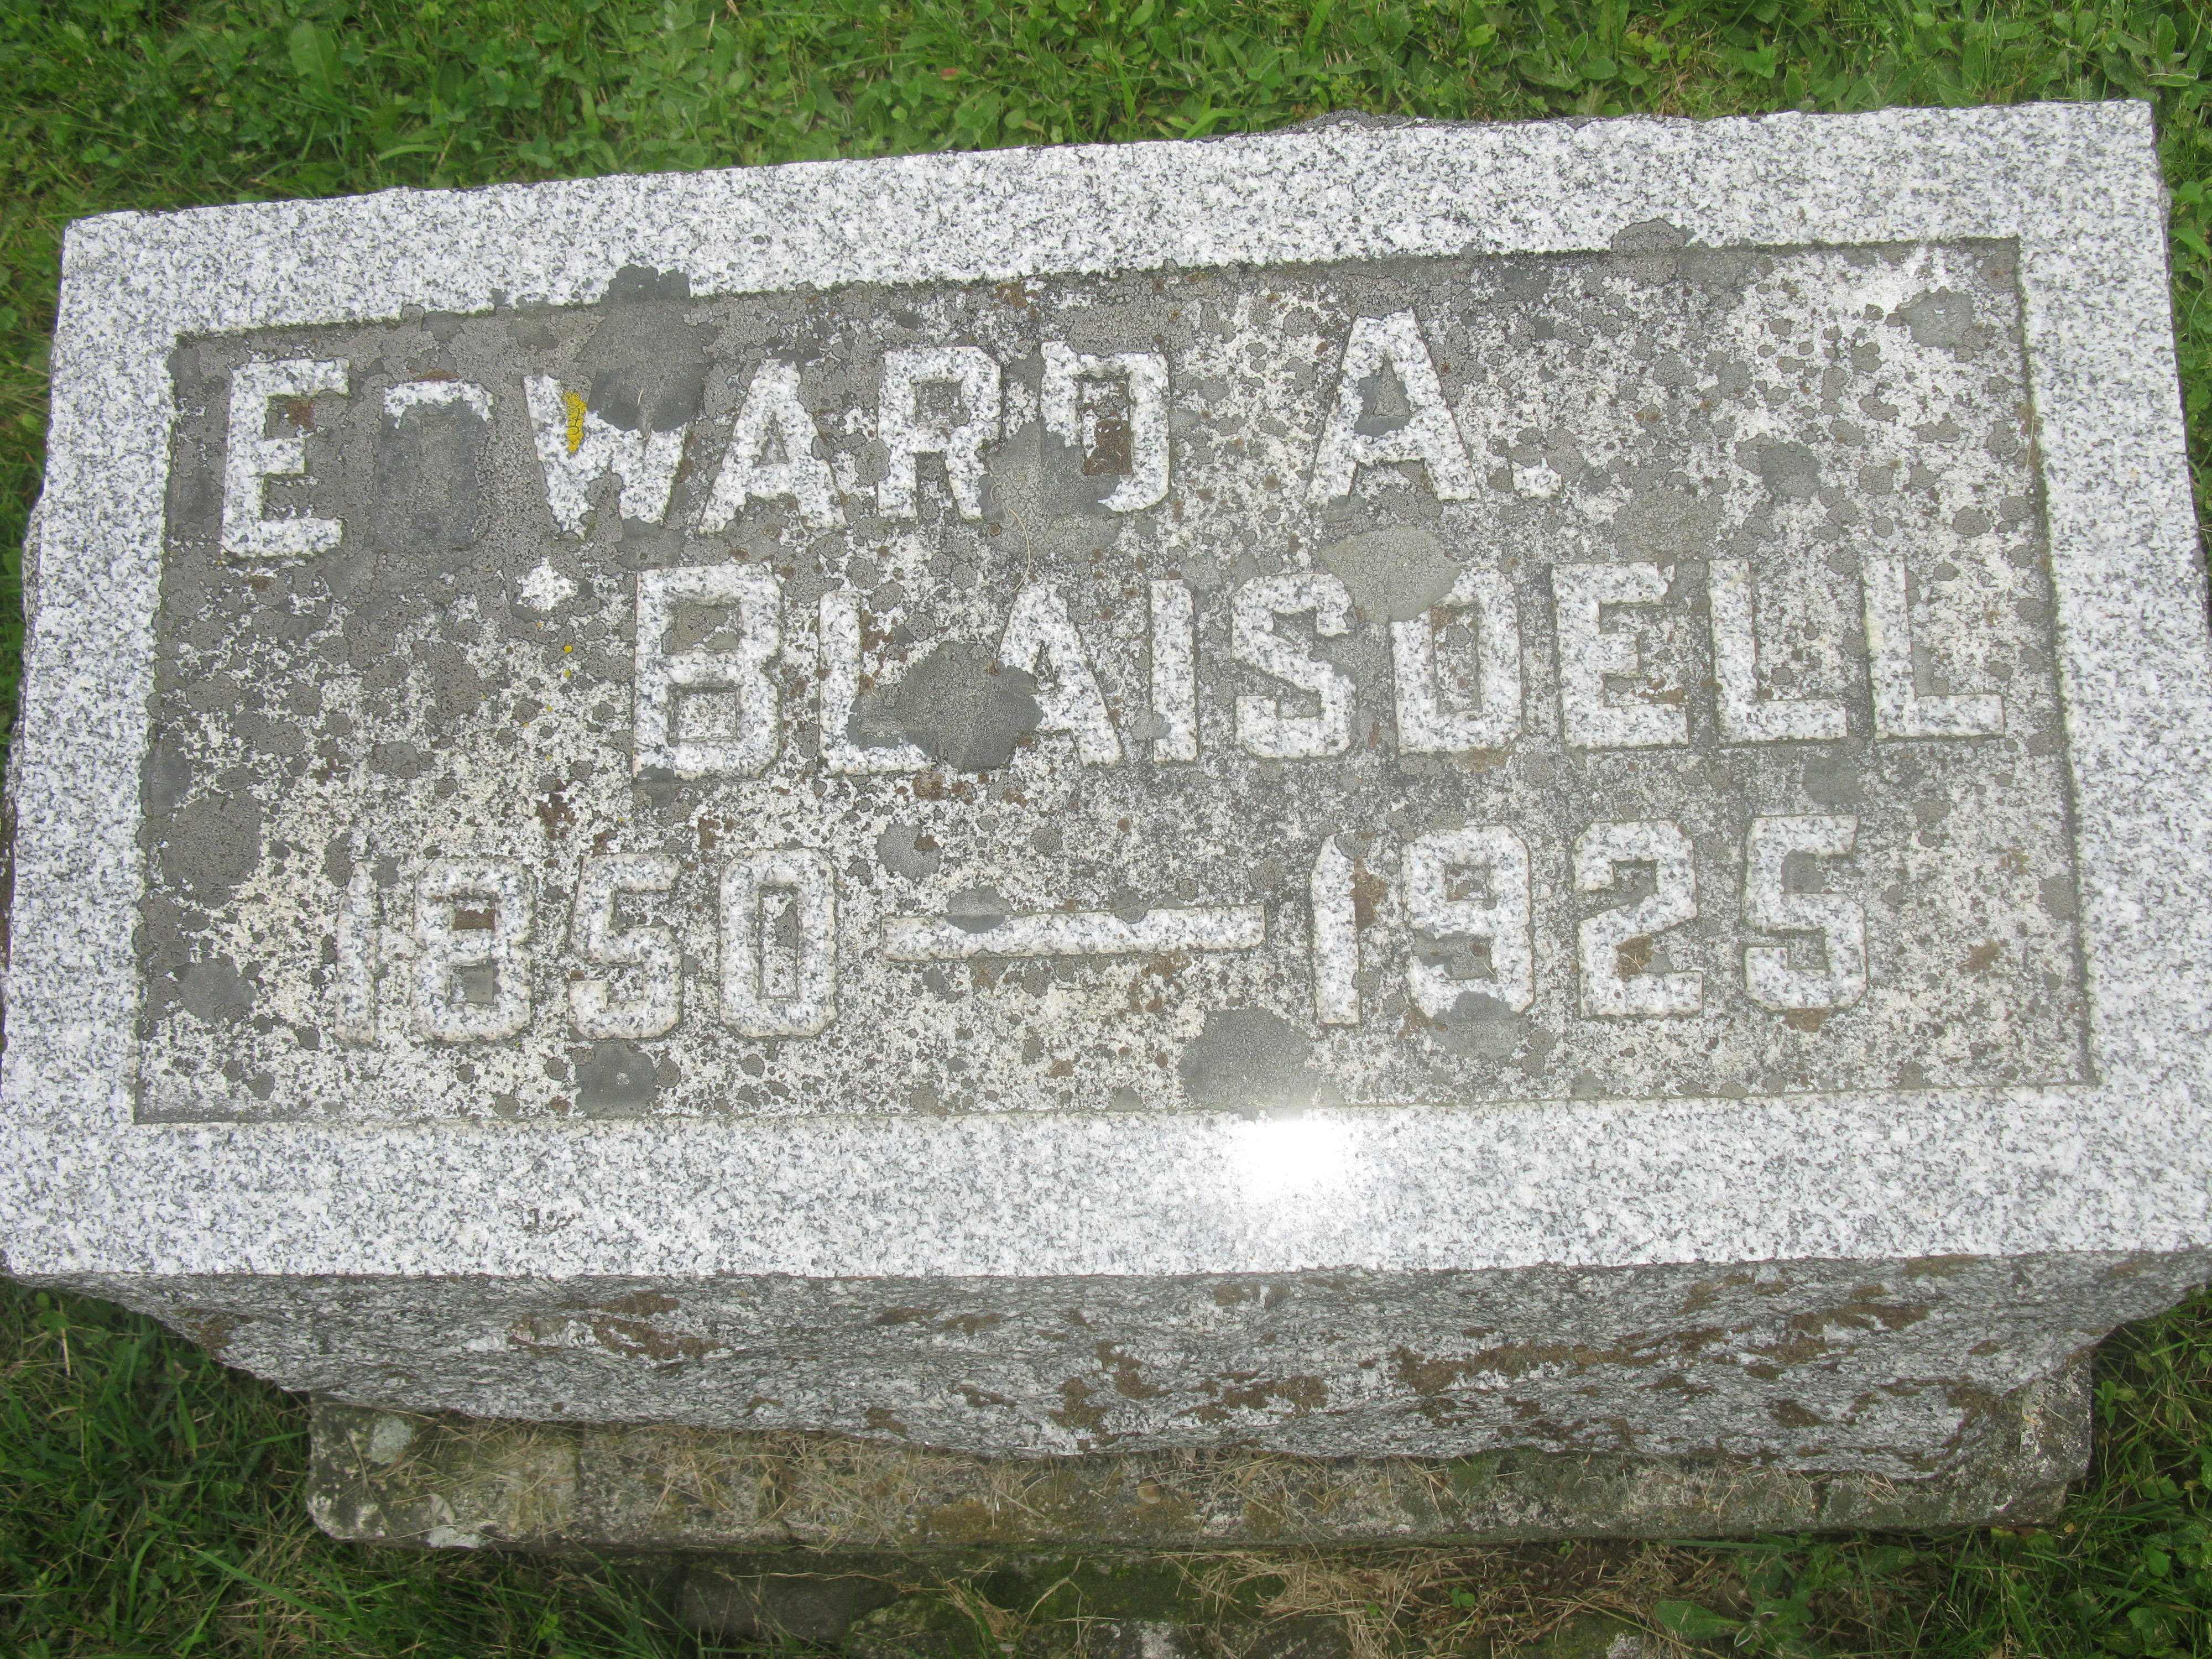 EDWARD A.
BLAISDELL
1850 — 1925